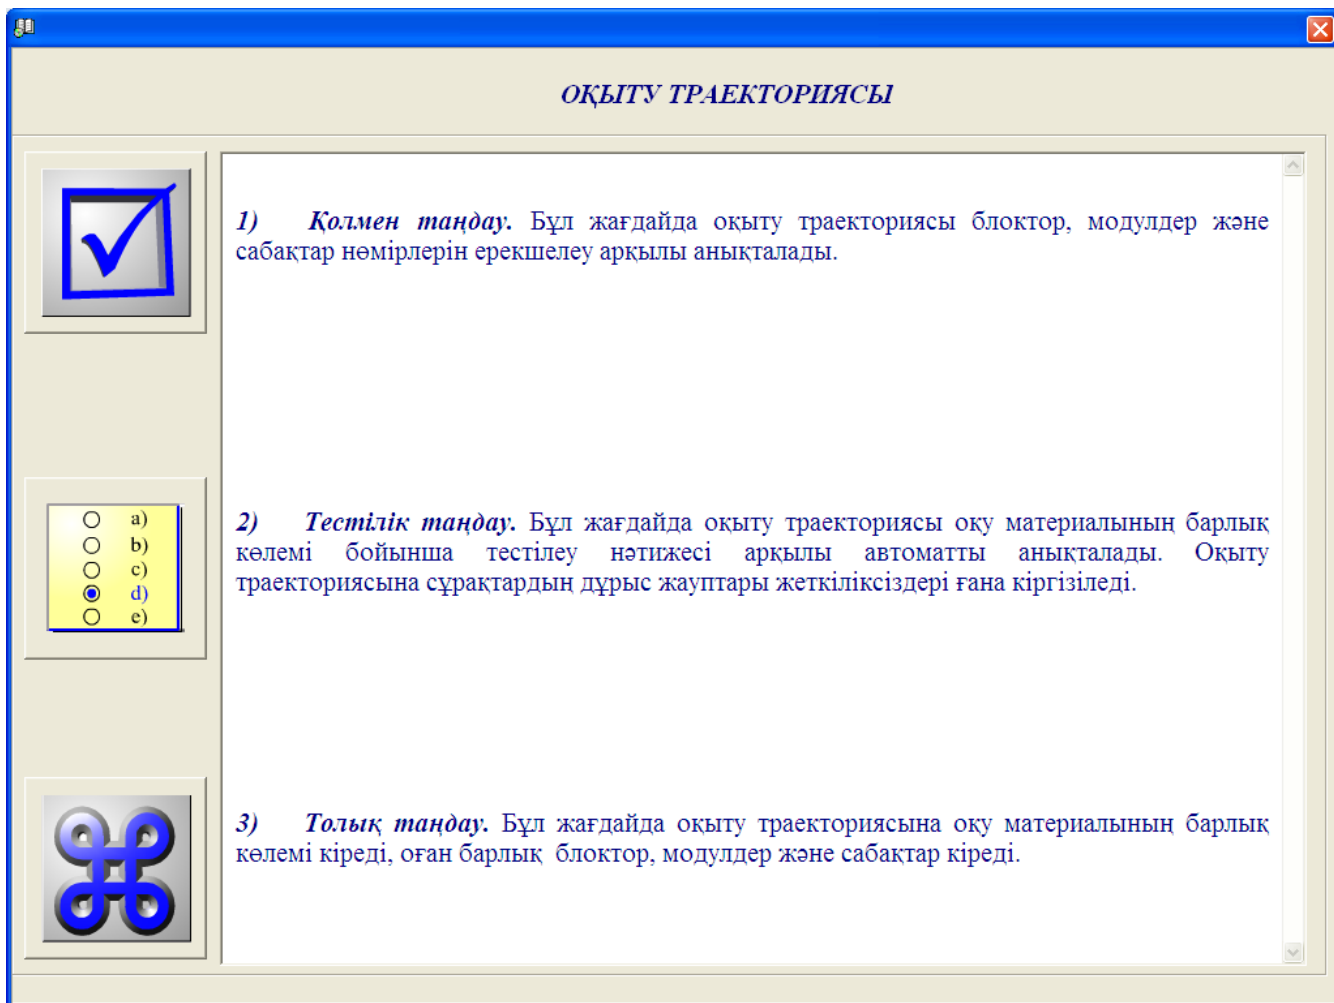 ОҚЫТУ ТРАЕКТОРИЯСЫ
1) Қолмен таңдау. Бұл жағдайда оқыту траекториясы блоктор, модулдер және
сабақтар нөмірлерін ерекшелеу арқылы анықталады.
a)
b)
c)
d)
e)
2) Тестілік таңдау. Бұл жағдайда оқыту траекториясы оқу материалының барлық
көлемі бойынша тестілеу нәтижесі арқылы автоматты анықталады. Оқыту
траекториясына сұрақтардың дұрыс жауптары жеткіліксіздері ғана кіргізіледі.
3) Толық таңдау. Бұл жағдайда оқыту траекториясына оқу материалының барлық
көлемі кіреді, оған барлық блоктор, модулдер және сабақтар кіреді.